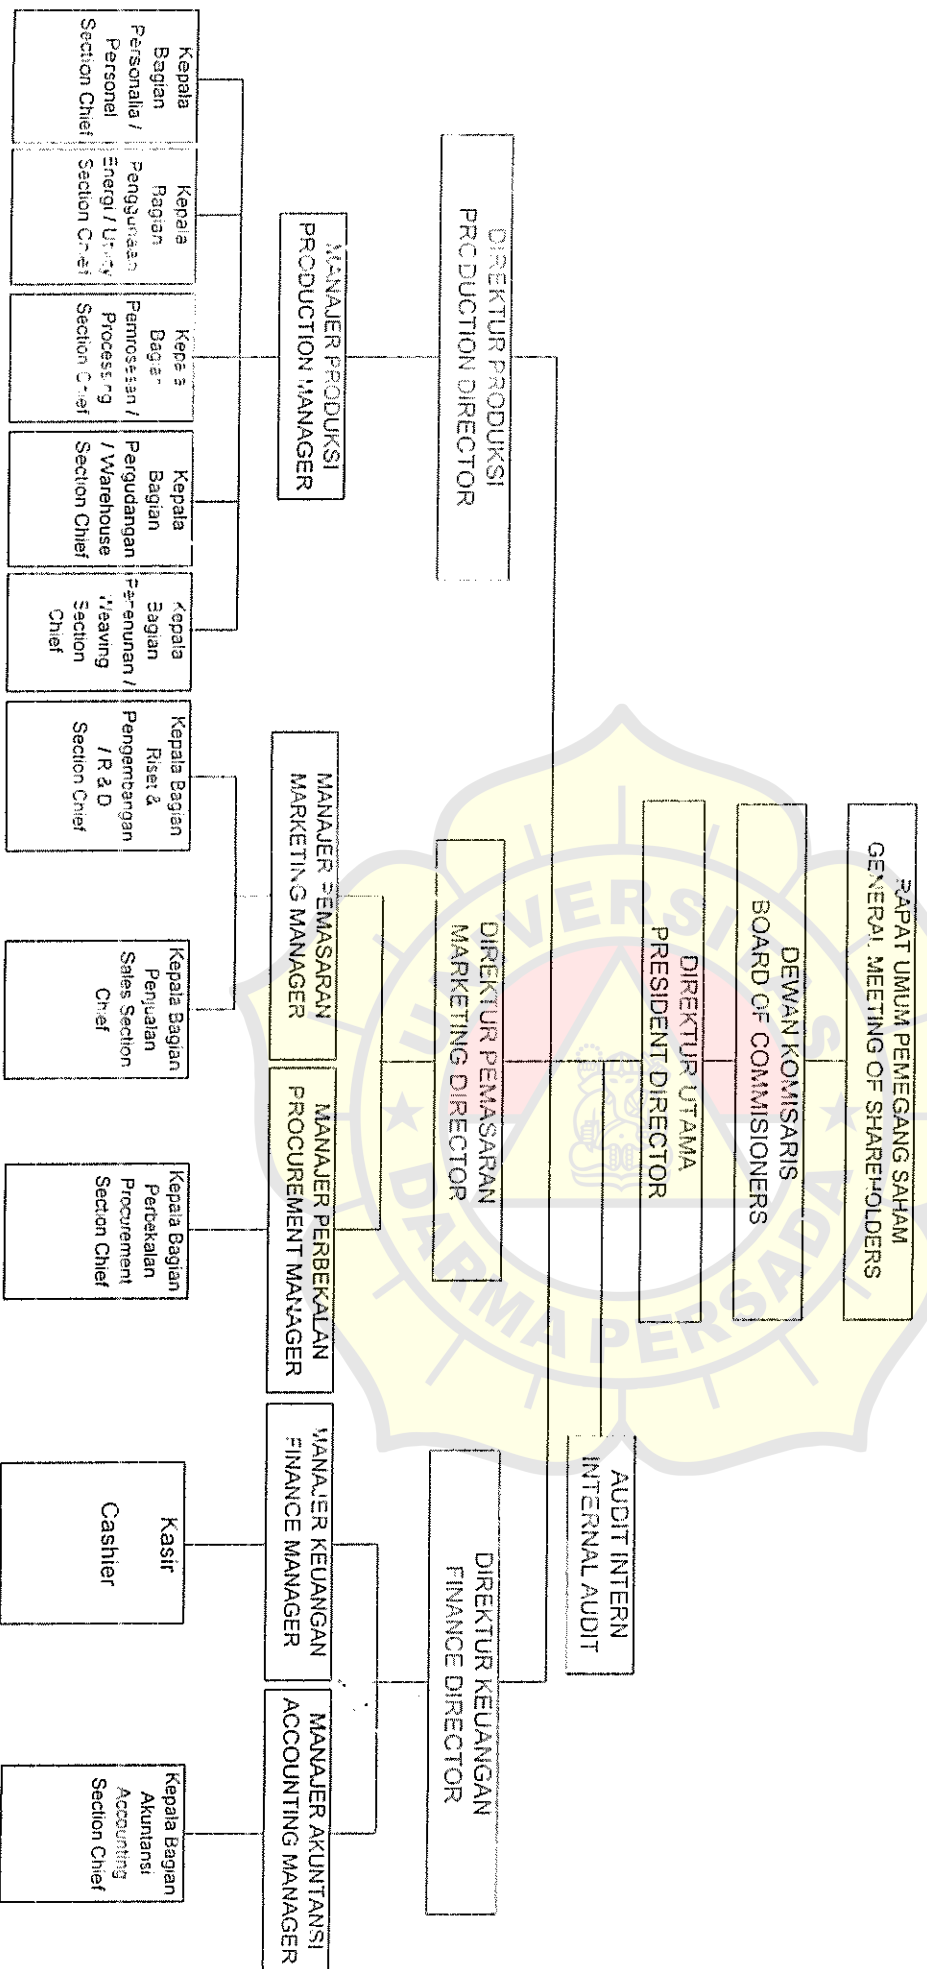 RAPAT UMUM PEMEGANG SAHAM
GENERAL MEETING OF SHAREHOLDERS
DEWAN KOMISARIS
BOARD OF COMMISIONERS
DIREKTUR UTAMA
PRESIDENT DIRECTOR
AUDIT INTERN
INTERNAL AUDIT
DIREKTUR PRODUKSI
PRODUCTION DIRECTOR
DIREKTUR PEMASARAN
MARKETING DIRECTOR
DIREKTUR KEUANGAN
FINANCE DIRECTOR
MANAJER PRODUKSI
PRODUCTION MANAGER
MANAJER PEMASARAN
MARKETING MANAGER
MANAJER PERBEKALAN
PROCUREMENT MANAGER
MANAJER KEUANGAN
FINANCE MANAGER
MANAJER AKUNTANSI
ACCOUNTING MANAGER
Kepala
Bagian
Personalia /
Personel
Section Chief
Kepala
Bagian
Penggunaan
Energi / Utility
Section Chief
Kepala
Bagian
Pemrosesan /
Processing
Section Chief
Kepala
Bagian
Pergudangan
/ Warehouse
Section Chief
Kepala
Bagian
Penenunan /
Weaving
Section
Chief
Kepala Bagian
Riset &
Pengembangan
/ R & D
Section Chief
Kepala Bagian
Penjualan
Sales Section
Chief
Kepala Bagian
Perbekalan
Procurement
Section Chief
Kasir
Cashier
Kepala Bagian
Akuntansi
Accounting
Section Chief
UNIVERSITAS
DARMA PERSADA